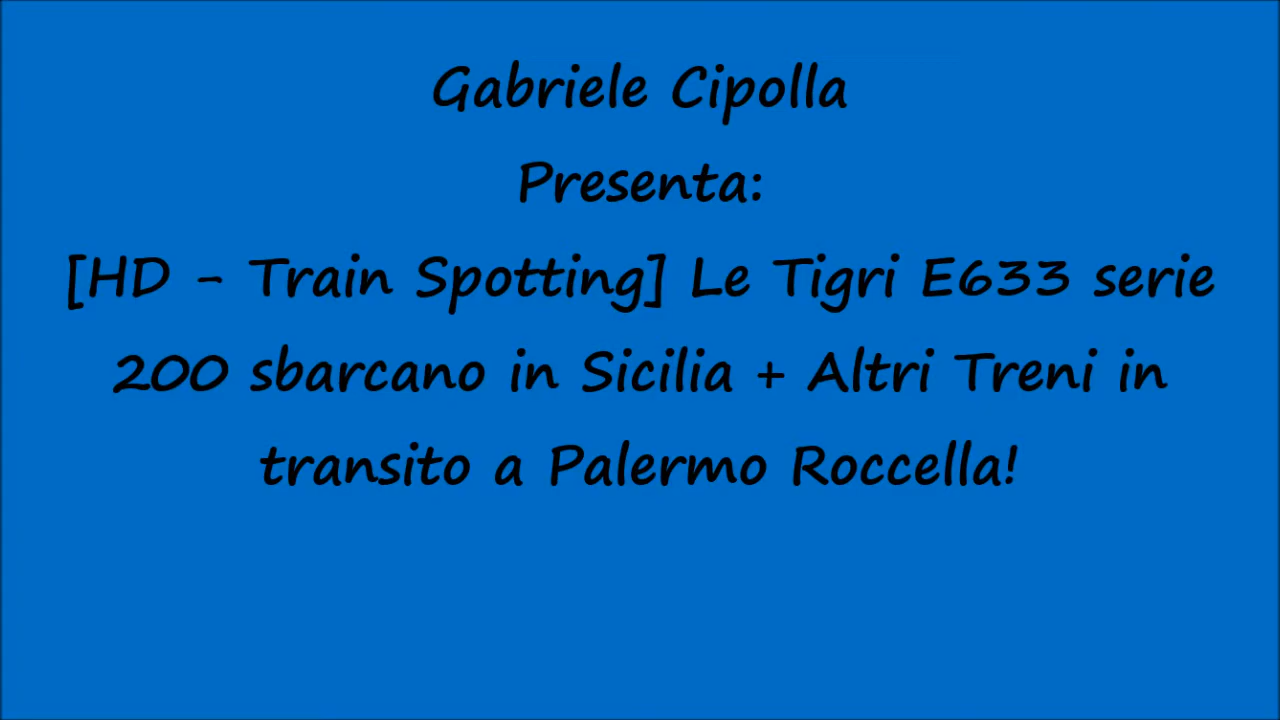 Gabriele Cipolla
Presenta:
[HD - Train Spotting] Le Tigri E633 serie
200 sbarcano in Sicilia + Altri Treni in
transito a Palermo Roccella!